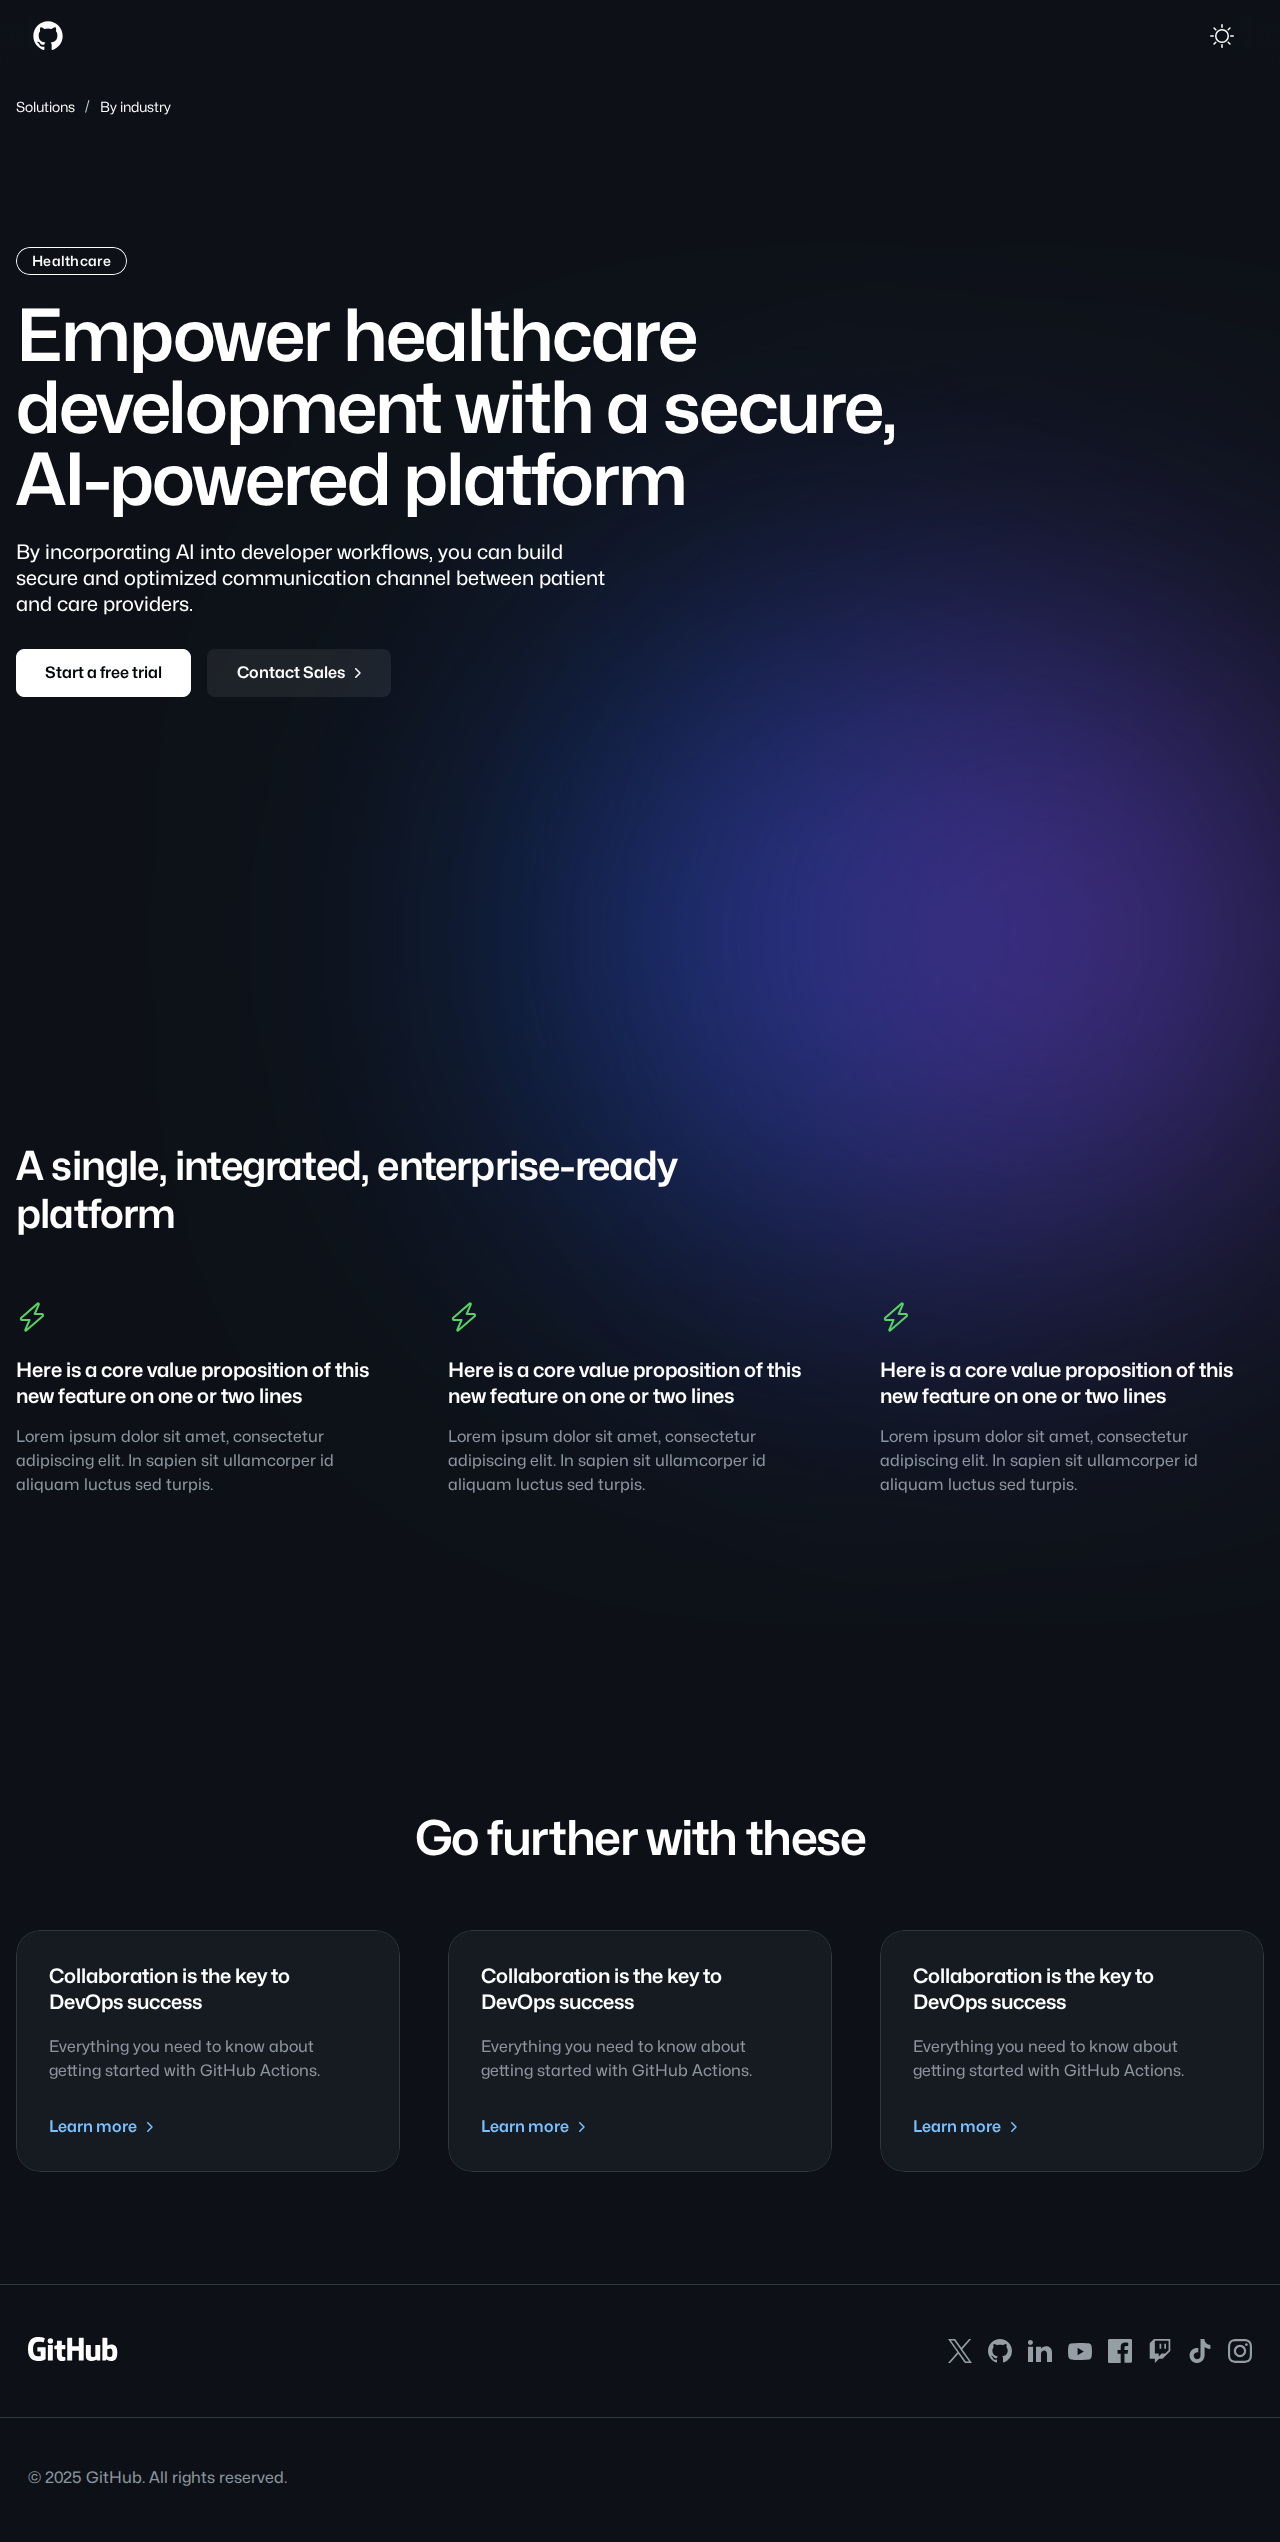 Solutions / By industry
Healthcare
Empower healthcare
development with a secure,
AI-powered platform
By incorporating AI into developer workflows, you can build
secure and optimized communication channel between patient
and care providers.
Start a free trial
Contact Sales
A single, integrated, enterprise-ready
platform
Here is a core value proposition of this
new feature on one or two lines
Lorem ipsum dolor sit amet, consectetur
adipiscing elit. In sapien sit ullamcorper id
aliquam luctus sed turpis.
Here is a core value proposition of this
new feature on one or two lines
Lorem ipsum dolor sit amet, consectetur
adipiscing elit. In sapien sit ullamcorper id
aliquam luctus sed turpis.
Here is a core value proposition of this
new feature on one or two lines
Lorem ipsum dolor sit amet, consectetur
adipiscing elit. In sapien sit ullamcorper id
aliquam luctus sed turpis.
Go further with these
Collaboration is the key to
DevOps success
Everything you need to know about
getting started with GitHub Actions.
Learn more
Collaboration is the key to
DevOps success
Everything you need to know about
getting started with GitHub Actions.
Learn more
Collaboration is the key to
DevOps success
Everything you need to know about
getting started with GitHub Actions.
Learn more
GitHub
© 2025 GitHub. All rights reserved.